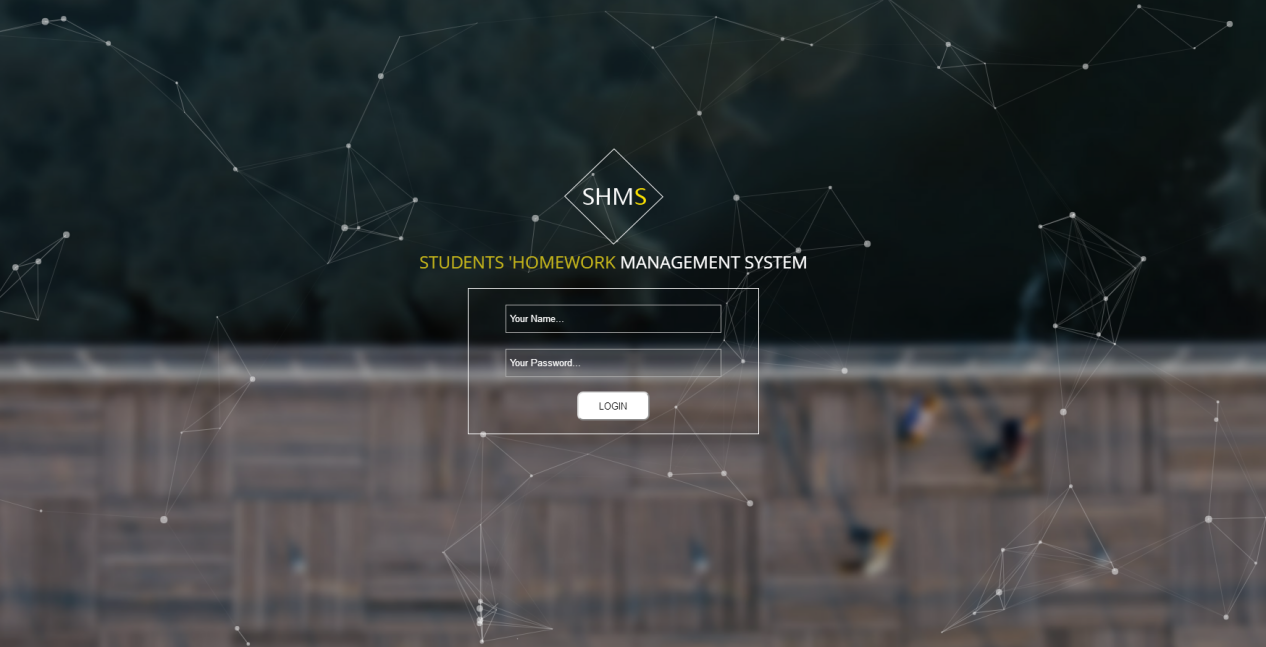 SHMS
STUDENTS 'HOMEWORK MANAGEMENT SYSTEM
Your Name...
Your Password...
LOGIN